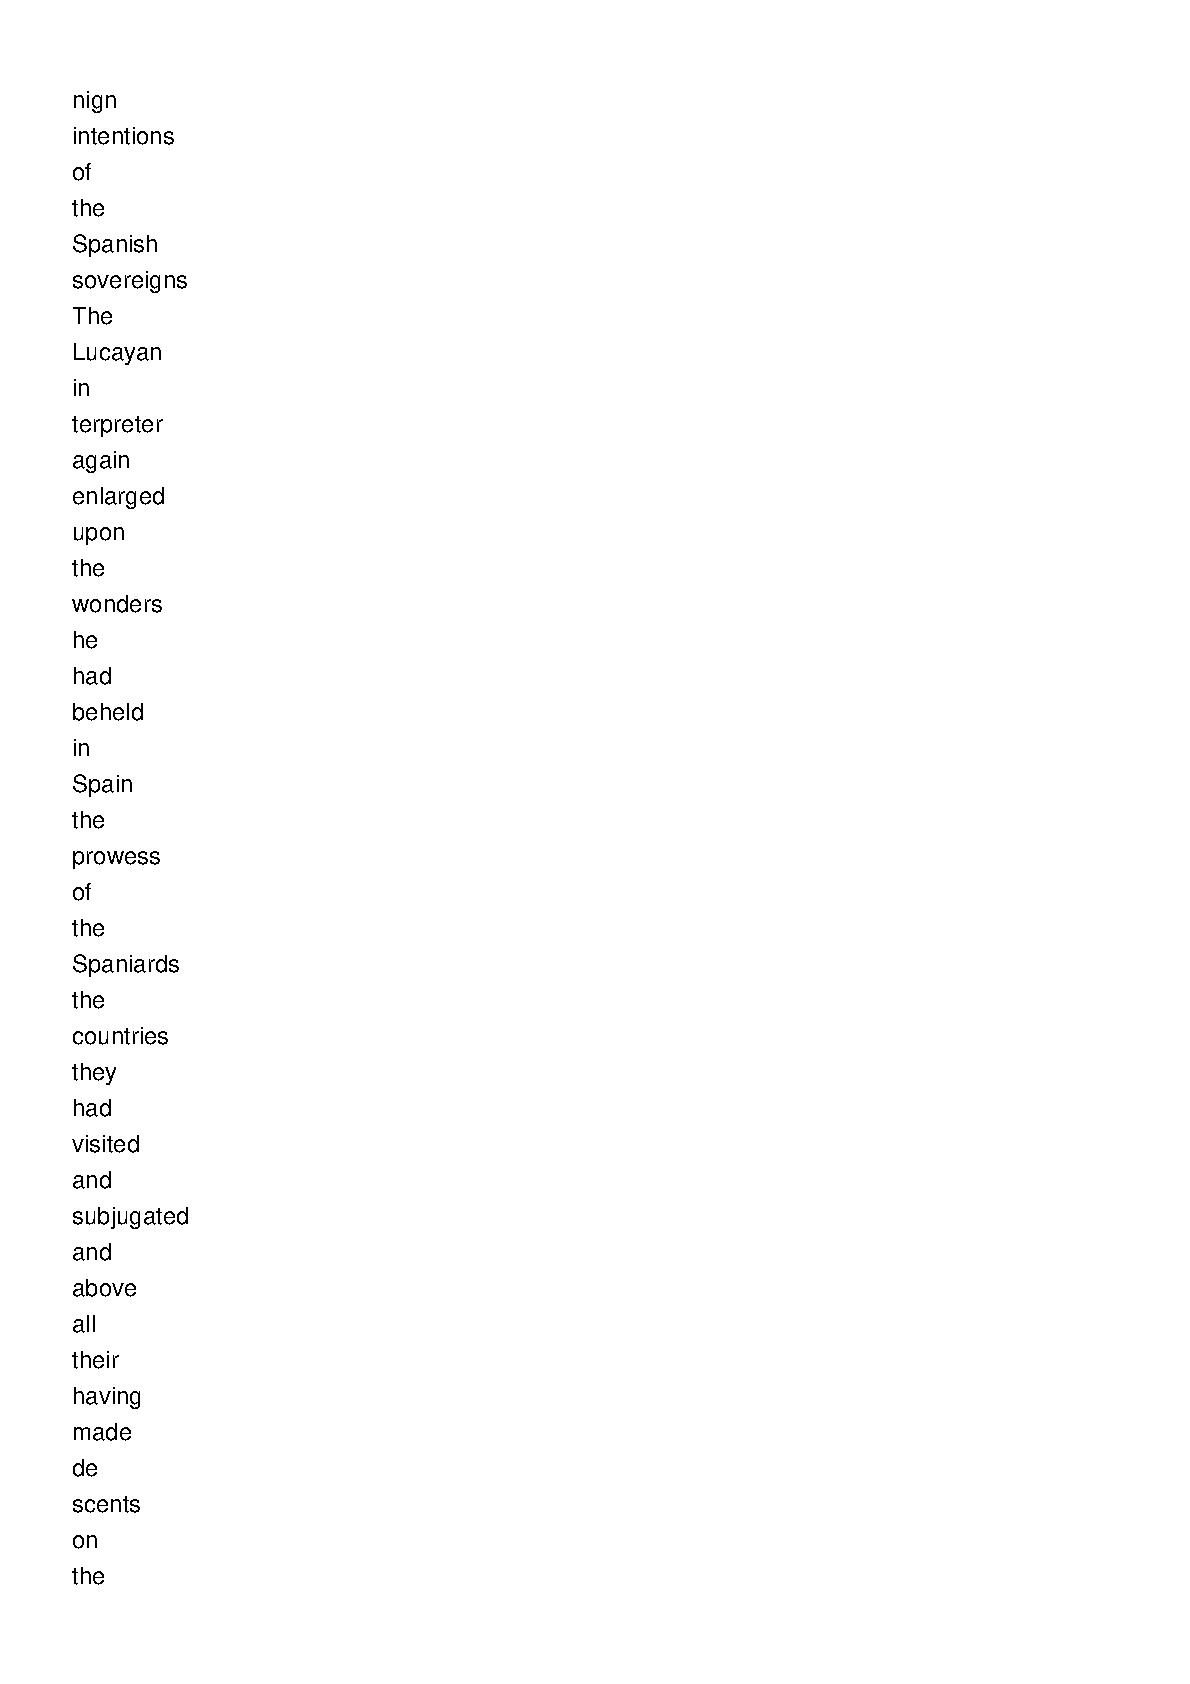 nign
intentions
of
the
Spanish
sovereigns
The
Lucayan
in
terpreter
again
enlarged
upon
the
wonders
he
had
beheld
in
Spain
the
prowess
of
the
Spaniards
the
countries
they
had
visited
and
subjugated
and
above
all
their
having
made
de
scents
on
the